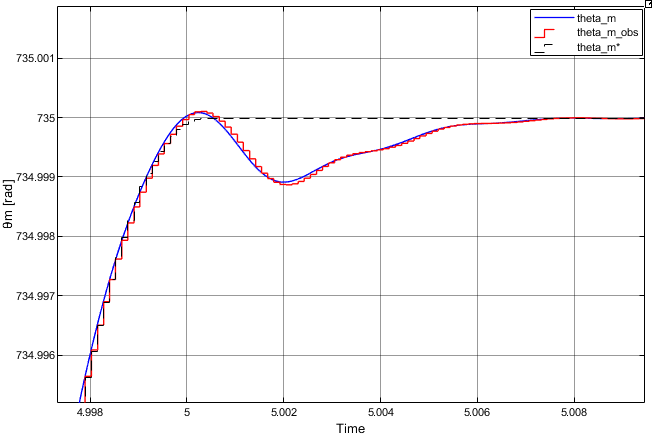 theta_m
theta_m_obs
theta_m*
735.001
735
734.999
734.998
734.997
734.996
θm [rad]
4.998
5
5.002
5.004
5.006
5.008
Time